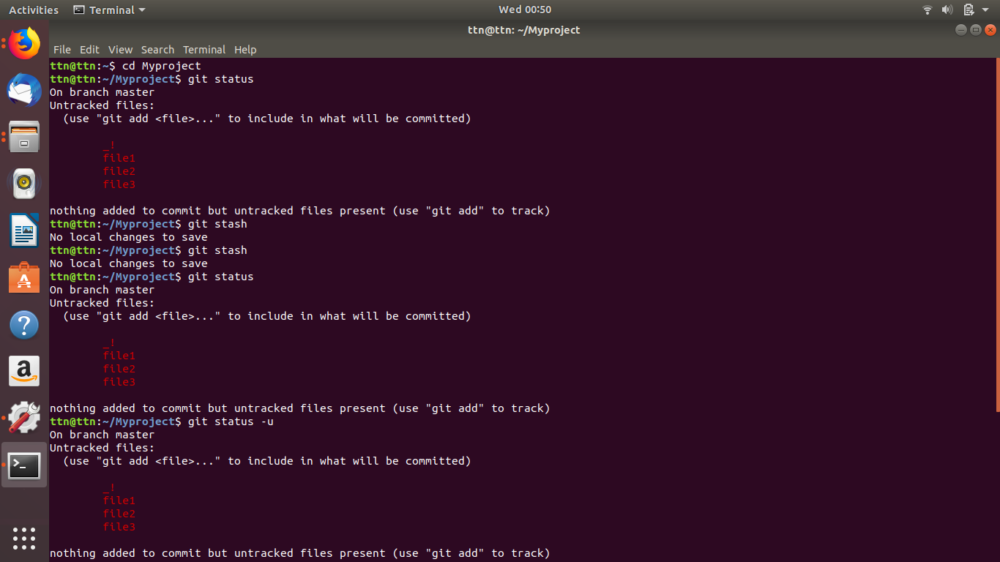 Activities Terminal Wed 00:50
ttn@ttn: ~/Myproject
File Edit View Search Terminal Help
ttn@ttn:~$ cd Myproject
ttn@ttn:~/Myproject$ git status
On branch master
Untracked files:
  (use "git add <file>..." to include in what will be committed)

        _!
        file1
        file2
        file3

nothing added to commit but untracked files present (use "git add" to track)
ttn@ttn:~/Myproject$ git stash
No local changes to save
ttn@ttn:~/Myproject$ git stash
No local changes to save
ttn@ttn:~/Myproject$ git status
On branch master
Untracked files:
  (use "git add <file>..." to include in what will be committed)

        _!
        file1
        file2
        file3

nothing added to commit but untracked files present (use "git add" to track)
ttn@ttn:~/Myproject$ git status -u
On branch master
Untracked files:
  (use "git add <file>..." to include in what will be committed)

        _!
        file1
        file2
        file3

nothing added to commit but untracked files present (use "git add" to track)